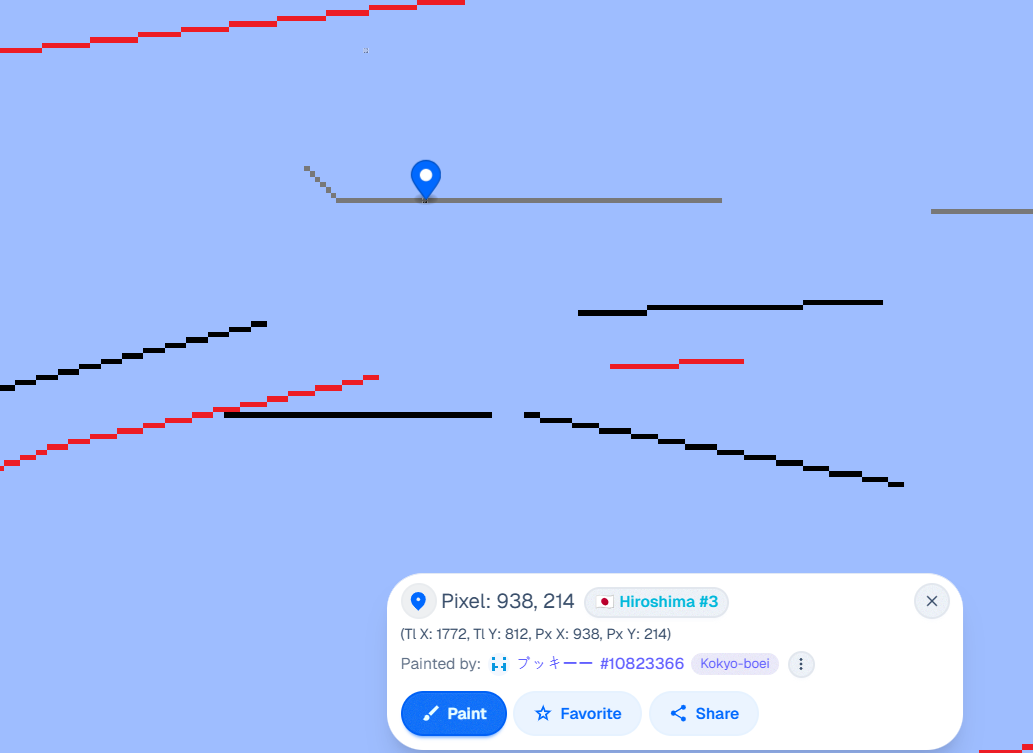 Pixel: 938, 214
Hiroshima #3
(Tl X: 1772, Tl Y: 812, Px X: 938, Px Y: 214)
Painted by: プッキーー #10823366 Kokyo-boei
Paint
Favorite
Share